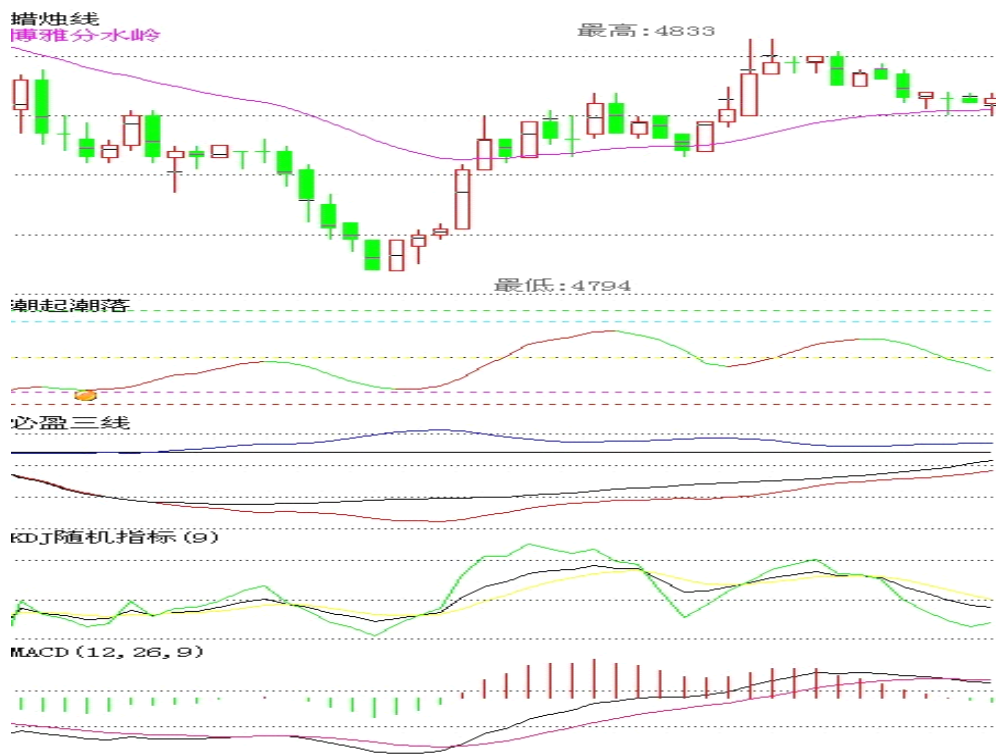 蜡烛线
博雅分水岭
最高:4833
最低:4794
潮起潮落
必盈三线
KDJ随机指标(9)
MACD(12,26,9)